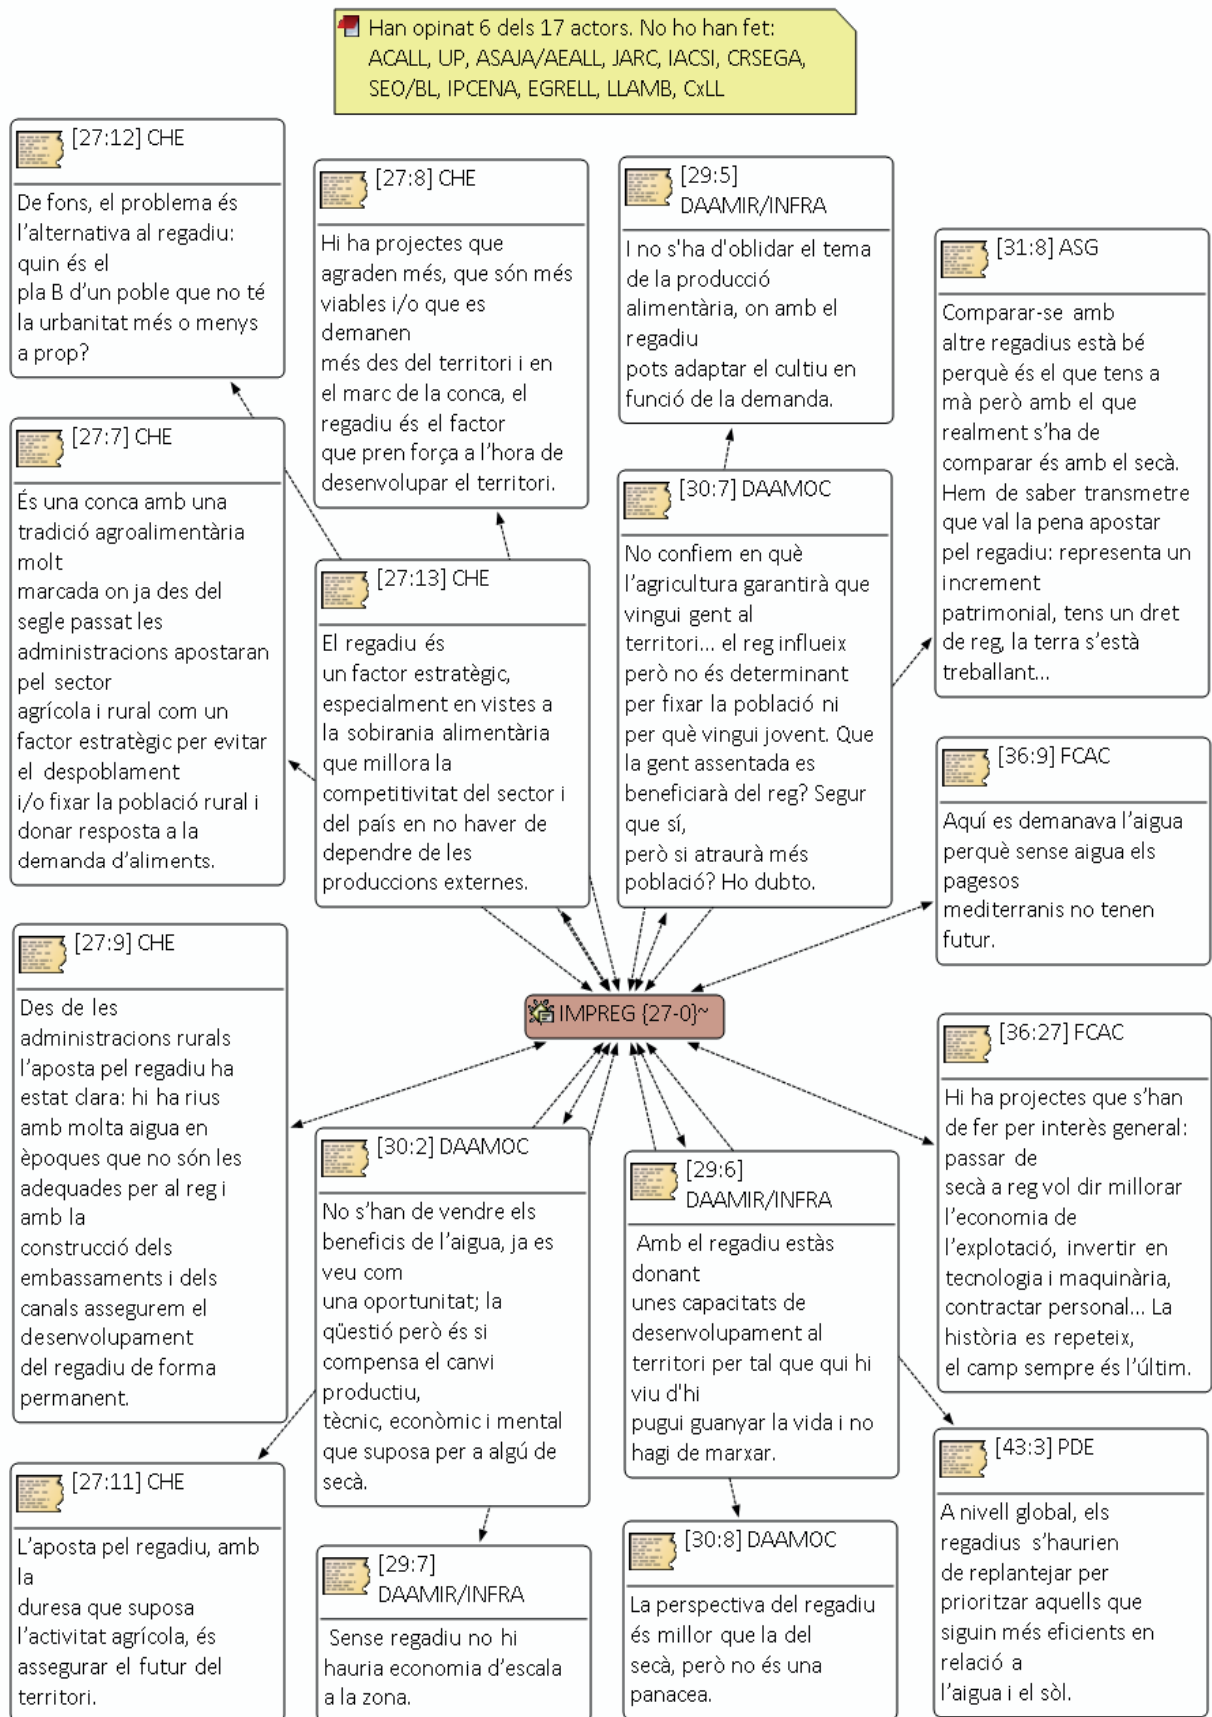 Han opinat 6 dels 17 actors. No ho han fet:
ACALL, UP, ASAJA/AEALL, JARC, IACSI, CRSEGA,
SEO/BL, IPCENA, EGRELL, LLAMB, CxLL
[27:12] CHE
De fons, el problema és
l'alternativa al regadiu:
quin és el
pla B d'un poble que no té
la urbanitat més o menys
a prop?
[27:8] CHE
Hi ha projectes que
agraden més, que són més
viables i/o que es
demanen
més des del territori i en
el marc de la conca, el
regadiu és el factor
que pren força a l'hora de
desenvolupar el territori.
[29:5]
DAAMIR/INFRA
I no s'ha d'oblidar el tema
de la producció
alimentària, on amb el
regadiu
pots adaptar el cultiu en
funció de la demanda.
[31:8] ASG
Comparar-se amb
altre regadius està bé
perquè és el que tens a
mà però amb el que
realment s'ha de
comparar és amb el secà.
Hem de saber transmetre
que val la pena apostar
pel regadiu: representa un
increment
patrimonial, tens un dret
de reg, la terra s'està
treballant...
[27:7] CHE
És una conca amb una
tradició agroalimentària
molt
marcada on ja des del
segle passat les
administracions apostaran
pel sector
agrícola i rural com un
factor estratègic per evitar
el despoblament
i/o fixar la població rural i
donar resposta a la
demanda d'aliments.
[27:13] CHE
El regadiu és
un factor estratègic,
especialment en vistes a
la sobirania alimentària
que millora la
competitivitat del sector i
del país en no haver de
dependre de les
produccions externes.
[30:7] DAAMOC
No confiem en què
l'agricultura garantirà que
vingui gent al
territori... el reg influeix
però no és determinant
per fixar la població ni
per què vingui jovent. Que
la gent assentada es
beneficiarà del reg? Segur
que sí,
però si atraurà més
població? Ho dubto.
[36:9] FCAC
Aquí es demanava l'aigua
perquè sense aigua els
pagesos
mediterranis no tenen
futur.
IMPREG {27-0}~
[27:9] CHE
Des de les
administracions rurals
l'aposta pel regadiu ha
estat clara: hi ha rius
amb molta aigua en
èpoques que no són les
adequades per al reg i
amb la
construcció dels
embassaments i dels
canals assegurem el
desenvolupament
del regadiu de forma
permanent.
[30:2] DAAMOC
No s'han de vendre els
beneficis de l'aigua, ja es
veu com
una oportunitat; la
qüestió però és si
compensa el canvi
productiu,
tècnic, econòmic i mental
que suposa per a algú de
secà.
[29:6]
DAAMIR/INFRA
Amb el regadiu estàs
donant
unes capacitats de
desenvolupament al
territori per tal que qui hi
viu d'hi
pugui guanyar la vida i no
hagi de marxar.
[36:27] FCAC
Hi ha projectes que s'han
de fer per interès general:
passar de
secà a reg vol dir millorar
l'economia de
l'explotació, invertir en
tecnologia i maquinària,
contractar personal... La
història es repeteix,
el camp sempre és l'últim.
[27:11] CHE
L'aposta pel regadiu, amb
la
duresa que suposa
l'activitat agrícola, és
assegurar el futur del
territori.
[29:7]
DAAMIR/INFRA
Sense regadiu no hi
hauria economia d'escala
a la zona.
[30:8] DAAMOC
La perspectiva del regadiu
és millor que la del
secà, però no és una
panacea.
[43:3] PDE
A nivell global, els
regadius s'haurien
de replantejar per
prioritzar aquells que
siguin més eficients en
relació a
l'aigua i el sòl.